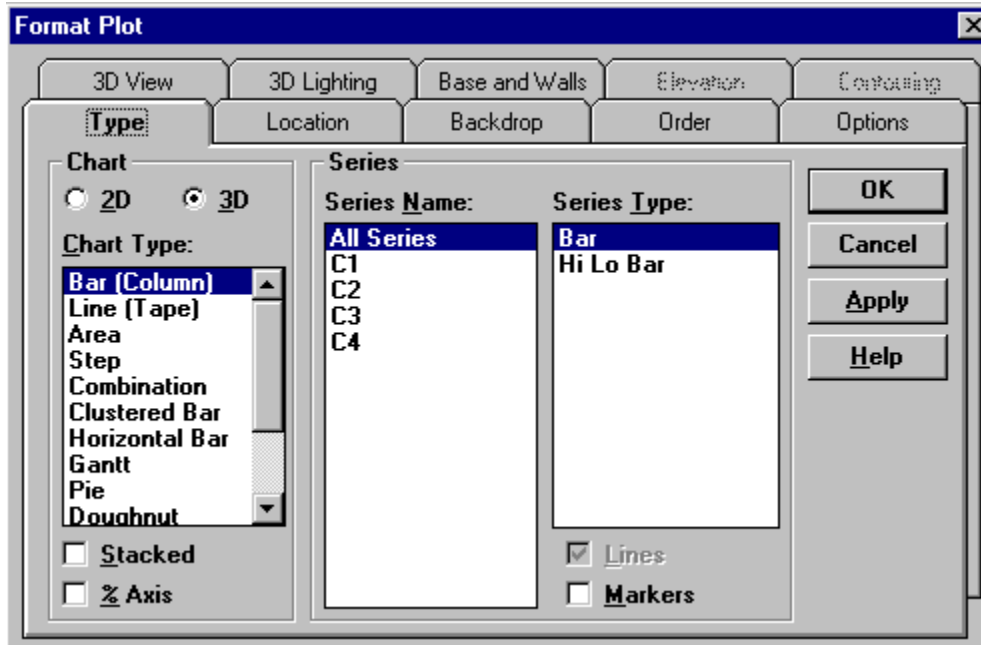 Format Plot
3D View 3D Lighting Base and Walls Elevation Contouring
Type Location Backdrop Order Options
Chart
2D 3D
Chart Type:
Bar (Column)
Line (Tape)
Area
Step
Combination
Clustered Bar
Horizontal Bar
Gantt
Pie
Doughnut
Stacked
% Axis
Series
Series Name:
All Series
C1
C2
C3
C4
Series Type:
Bar
Hi Lo Bar
Lines
Markers
OK
Cancel
Apply
Help